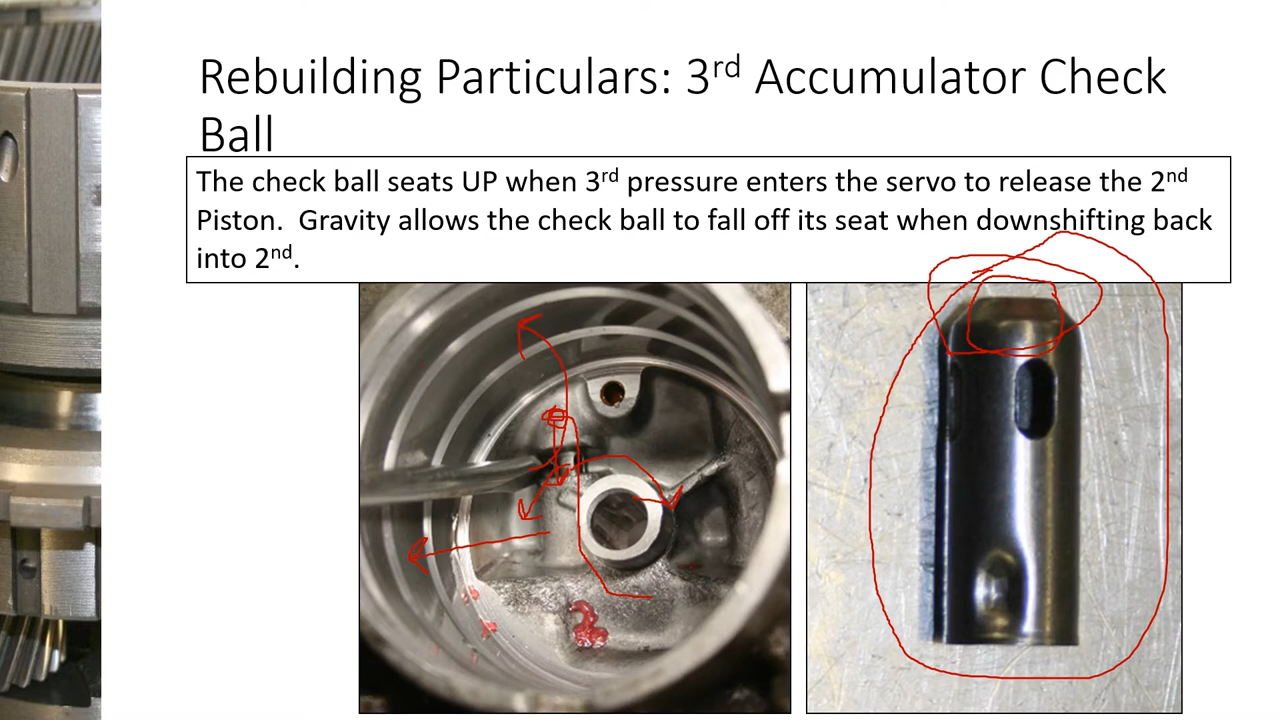 Rebuilding Particulars: 3rd Accumulator Check
Ball
The check ball seats UP when 3rd pressure enters the servo to release the 2nd
Piston. Gravity allows the check ball to fall off its seat when downshifting back
into 2nd.